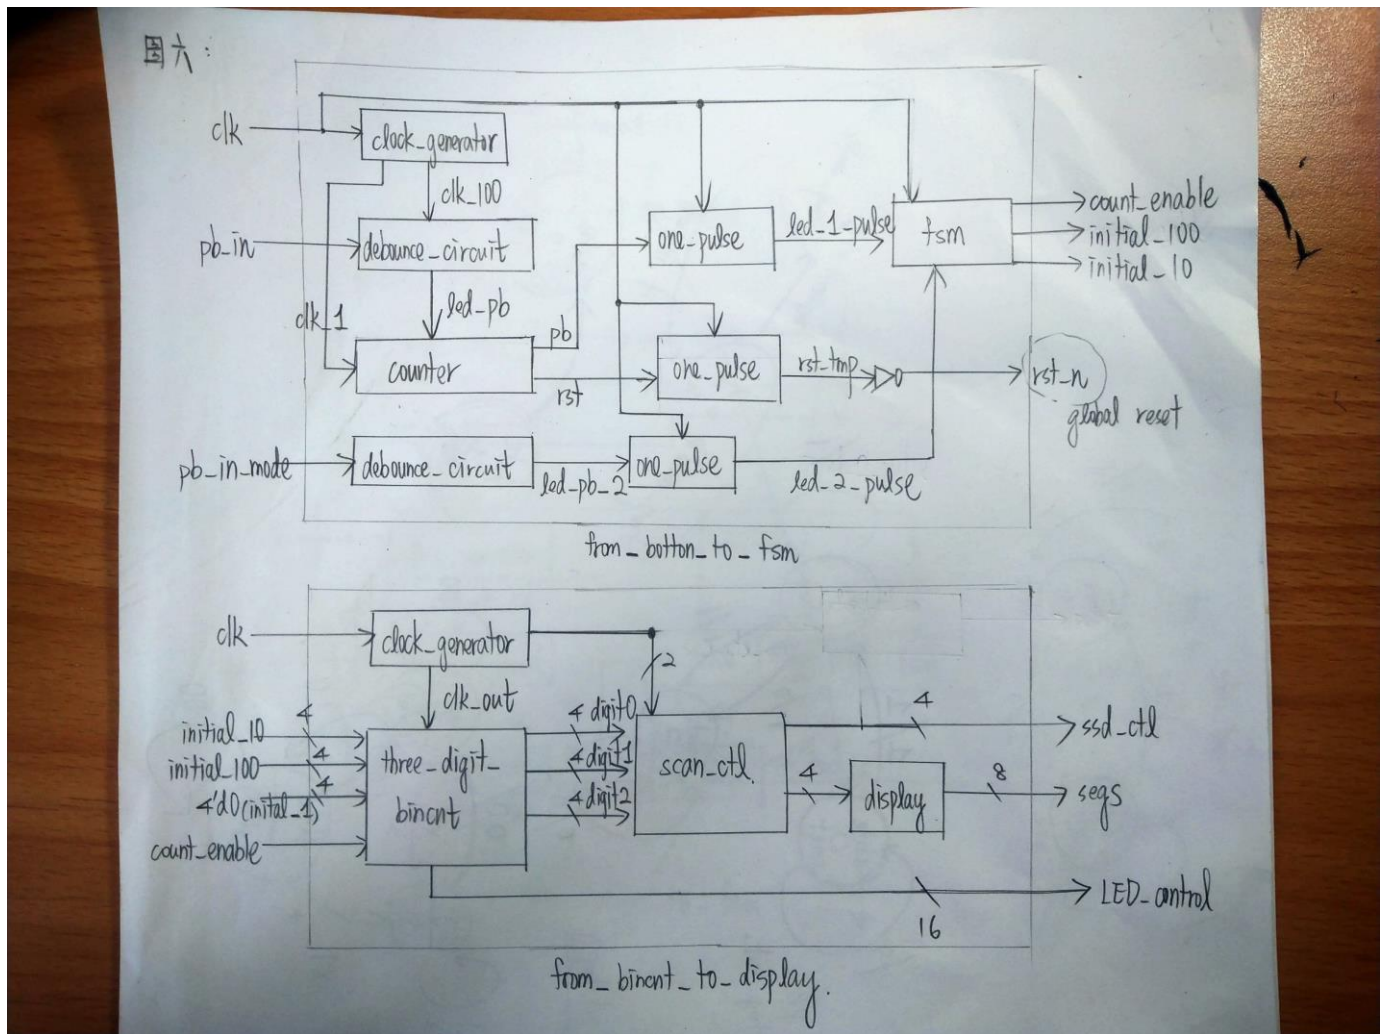 图六:
clk
clock_generator
clk_100
pb_in
debounce_circuit
one_pulse
led_1_pulse
fsm
count_enable
initial_100
initial_10
clk_1
led_pb
pb
counter
rst
one_pulse
rst_tmp
rst_n
global reset
pb_in_mode
debounce_circuit
led_pb_2
one_pulse
led_2_pulse
from_botton_to_fsm
clk
clock_generator
2
clk_out
initial_10
4
initial_100
4
4'd0(inital_1)
4
count_enable
three_digit_
bincnt
4 digit0
4 digit1
4 digit2
scan_ctl.
4
ssd_ctl
4
display
8
segs
16
LED_control
from_bincnt_to_display.